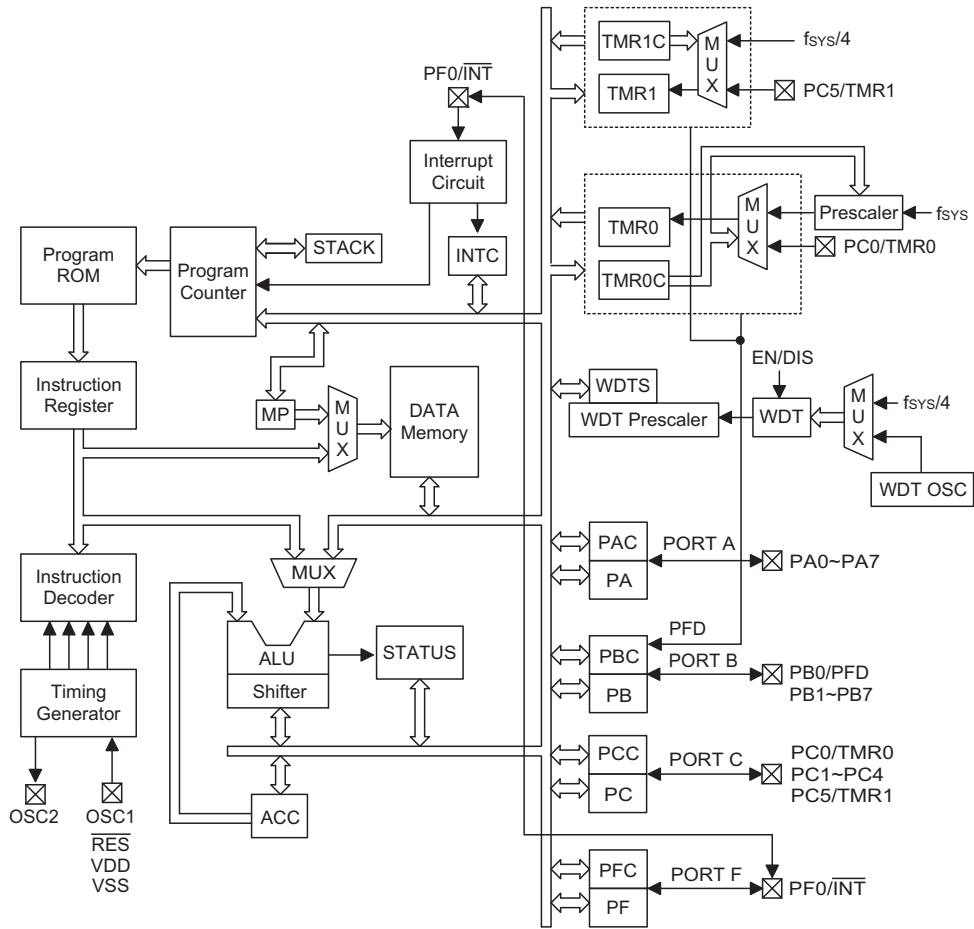 TMR1C
M
U
X
fSYS/4
TMR1
PC5/TMR1
PF0/INT
Interrupt
Circuit
TMR0
M
U
X
Prescaler
fSYS
PC0/TMR0
TMR0C
Program
ROM
Program
Counter
STACK
INTC
Instruction
Register
MP
M
U
X
DATA
Memory
WDTS
WDT Prescaler
EN/DIS
WDT
M
U
X
fSYS/4
WDT OSC
Instruction
Decoder
MUX
ALU
Shifter
STATUS
PAC
PA
PORT A
PA0~PA7
PFD
PBC
PB
PORT B
PB0/PFD
PB1~PB7
Timing
Generator
OSC2
OSC1
RES
VDD
VSS
ACC
PCC
PC
PORT C
PC0/TMR0
PC1~PC4
PC5/TMR1
PFC
PF
PORT F
PF0/INT